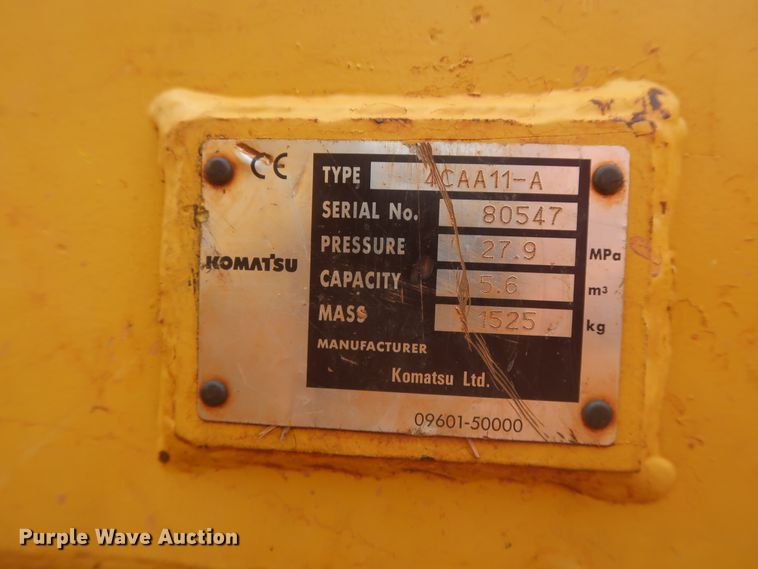 CE
TYPE 4CAA11-A
SERIAL No. 80547
PRESSURE 27.9 MPa
KOMATSU
CAPACITY 5.6 m³
MASS 1525 kg
MANUFACTURER
Komatsu Ltd.
09601-50000
Purple Wave Auction